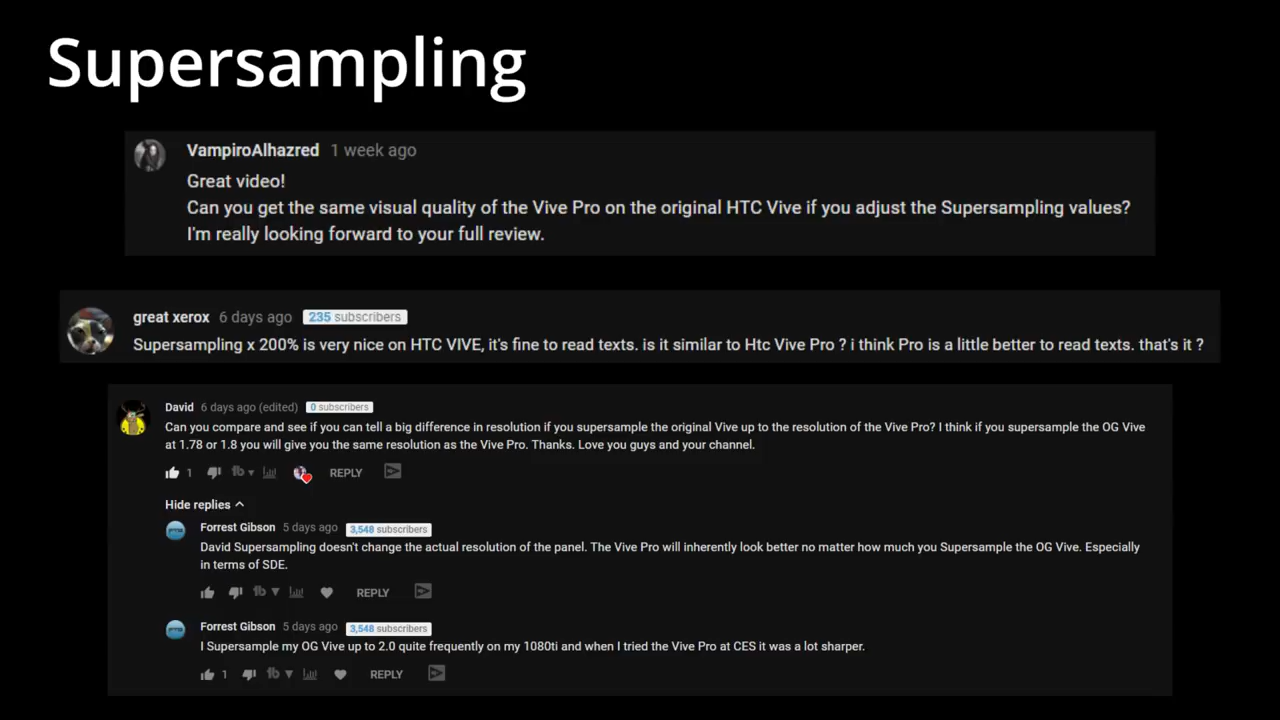 Supersampling
VampiroAlhazred 1 week ago
Great video!
Can you get the same visual quality of the Vive Pro on the original HTC Vive if you adjust the Supersampling values?
I'm really looking forward to your full review.
great xerox 6 days ago 235 subscribers
Supersampling x 200% is very nice on HTC VIVE, it's fine to read texts. is it similar to Htc Vive Pro ? i think Pro is a little better to read texts. that's it ?
David 6 days ago (edited) 0 subscribers
Can you compare and see if you can tell a big difference in resolution if you supersample the original Vive up to the resolution of the Vive Pro? I think if you supersample the OG Vive
at 1.78 or 1.8 you will give you the same resolution as the Vive Pro. Thanks. Love you guys and your channel.
1 tb REPLY
Hide replies
Forrest Gibson 5 days ago 3,548 subscribers
David Supersampling doesn't change the actual resolution of the panel. The Vive Pro will inherently look better no matter how much you Supersample the OG Vive. Especially
in terms of SDE.
tb REPLY
Forrest Gibson 5 days ago 3,548 subscribers
I Supersample my OG Vive up to 2.0 quite frequently on my 1080ti and when I tried the Vive Pro at CES it was a lot sharper.
1 tb REPLY